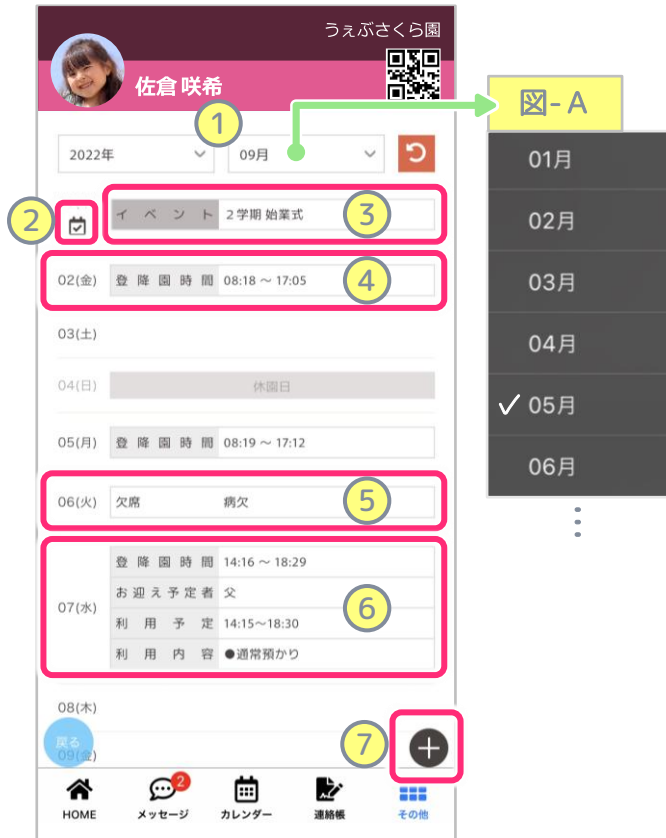 うぇぶさくら園
佐倉 咲希
図-A
1
2022年 09月
01月
02月
03月
04月
05月
06月
2
イベント 2学期 始業式 3
02(金) 登降園時間 08:18 ～ 17:05 4
03(土)
04(日) 休園日
05(月) 登降園時間 08:19 ～ 17:12
06(火) 欠席 病欠 5
07(水)
登降園時間 14:16 ～ 18:29
お迎え予定者 父
利用予定 14:15～18:30
利用内容 ●通常預かり
6
08(木)
戻る
09(金)
7
2
HOME メッセージ カレンダー 連絡帳 その他